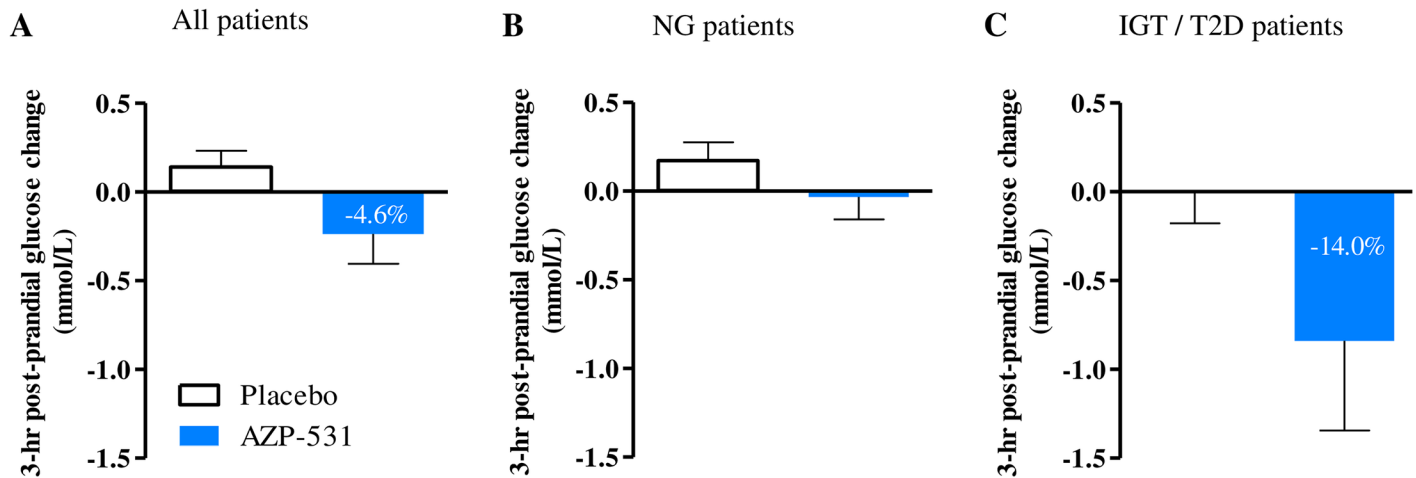 A
All patients
3-hr post-prandial glucose change
(mmol/L)
0.5
0.0
-0.5
-1.0
-1.5
-4.6%
Placebo
AZP-531
B
NG patients
3-hr post-prandial glucose change
(mmol/L)
0.5
0.0
-0.5
-1.0
-1.5
C
IGT / T2D patients
3-hr post-prandial glucose change
(mmol/L)
0.5
0.0
-0.5
-1.0
-1.5
-14.0%